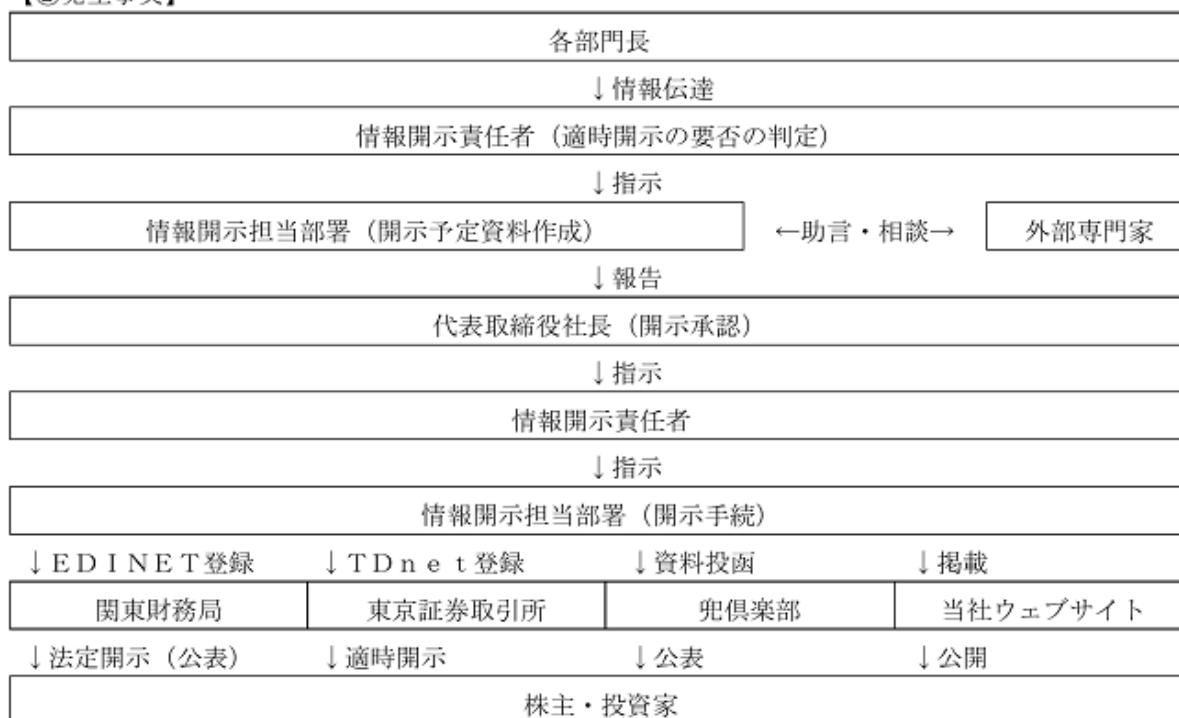 各部門長
↓情報伝達
情報開示責任者（適時開示の要否の判定）
↓指示
情報開示担当部署（開示予定資料作成） ←助言・相談→ 外部専門家
↓報告
代表取締役社長（開示承認）
↓指示
情報開示責任者
↓指示
情報開示担当部署（開示手続）
↓ＥＤＩＮＥＴ登録 ↓ＴＤｎｅｔ登録 ↓資料投函 ↓掲載
関東財務局 東京証券取引所 兜倶楽部 当社ウェブサイト
↓法定開示（公表） ↓適時開示 ↓公表 ↓公開
株主・投資家